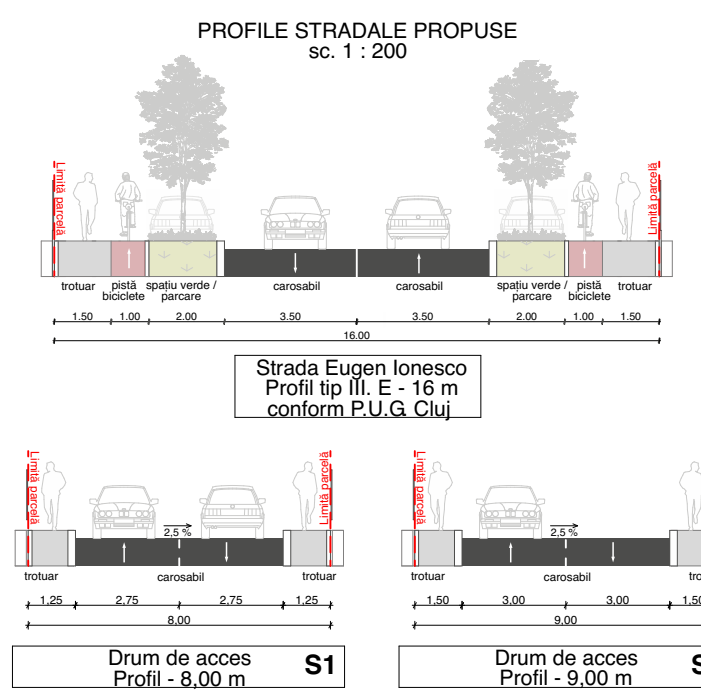 PROFILE STRADALE PROPUSE
sc. 1 : 200
Limită parcelă
Limită parcelă
trotuar
pistă
biciclete
spațiu verde /
parcare
carosabil
carosabil
spațiu verde /
parcare
pistă
biciclete
trotuar
1.50 1.00 2.00 3.50 3.50 2.00 1.00 1.50
16.00
Strada Eugen Ionesco
Profil tip III. E - 16 m
conform P.U.G. Cluj
Limită parcelă
Limită parcelă
2,5 %
trotuar carosabil trotuar
1,25 2,75 2,75 1,25
8,00
Drum de acces
Profil - 8,00 m
S1
Limită parcelă
2,5 %
trotuar carosabil
1,50 3,00 3,00 1,50
9,00
Drum de acces
Profil - 9,00 m